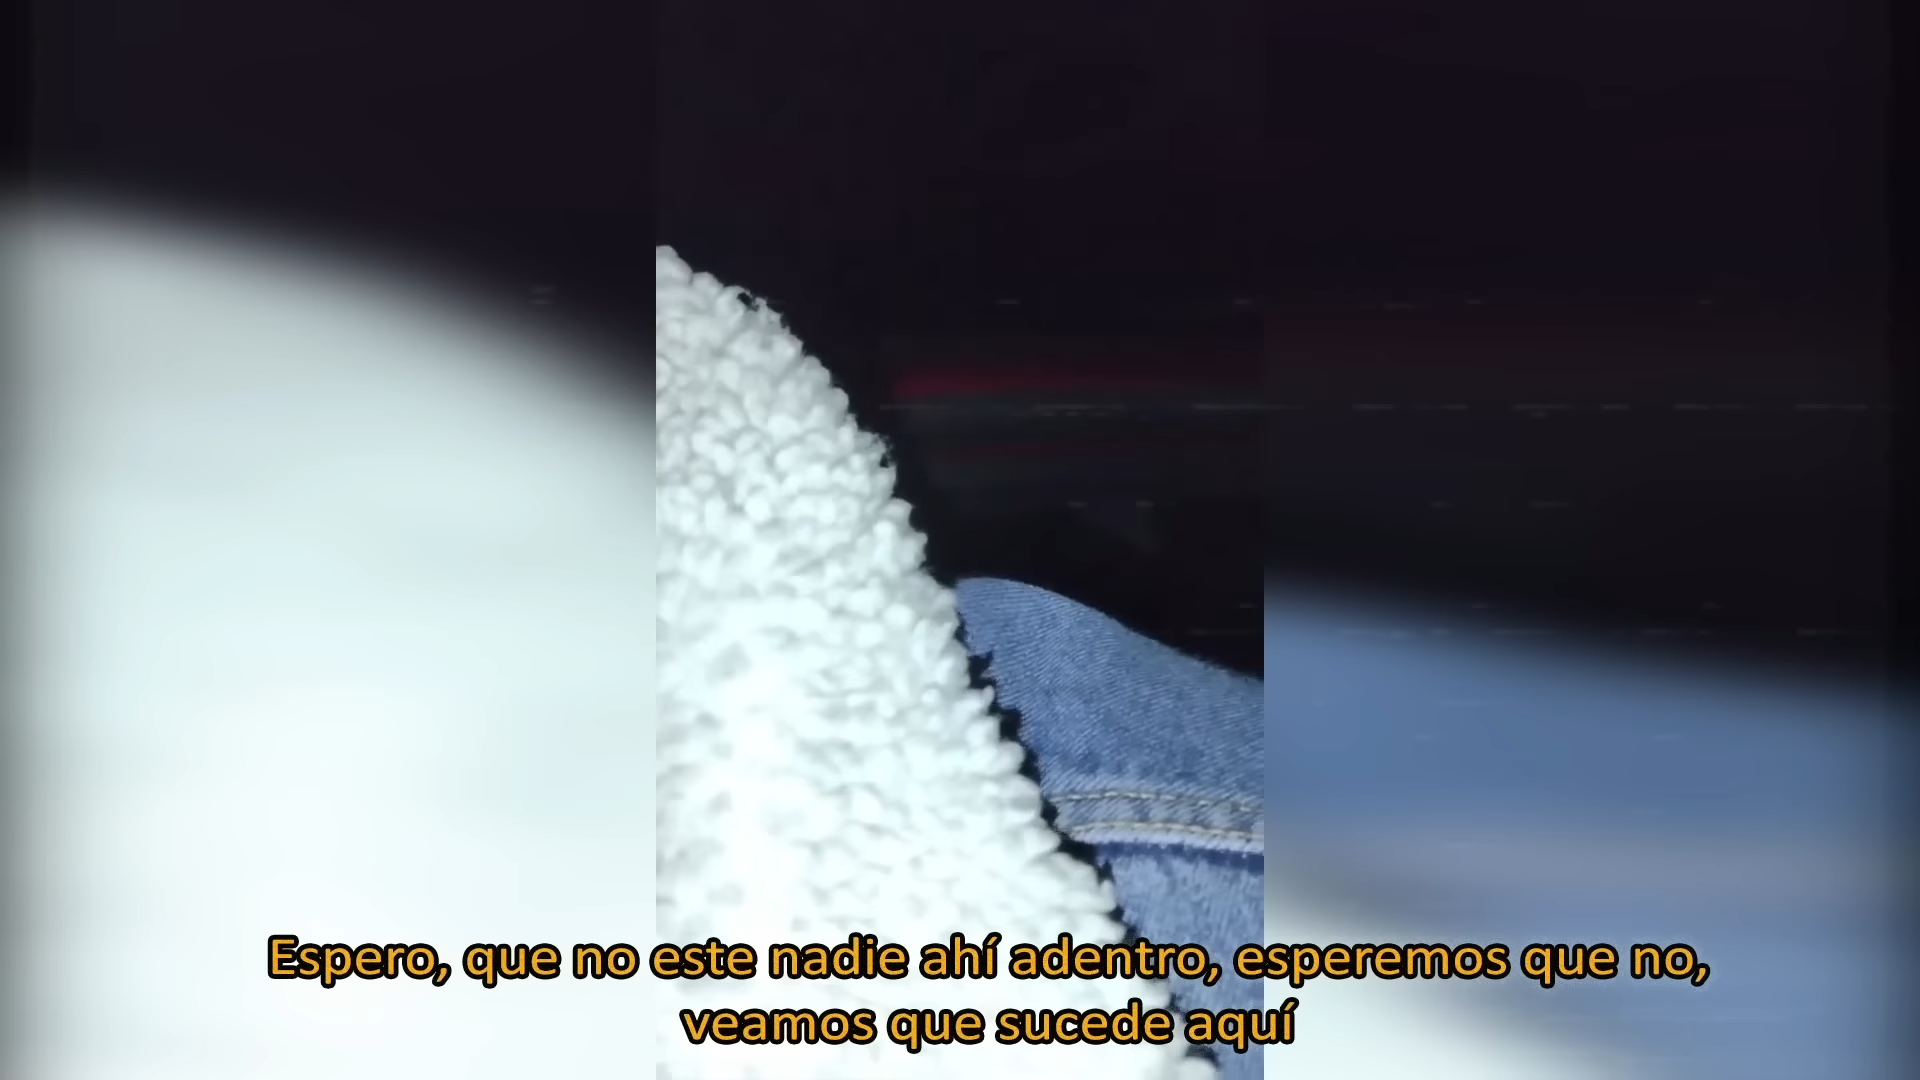 Espero, que no este nadie ahí adentro, esperemos que no,
veamos que sucede aquí